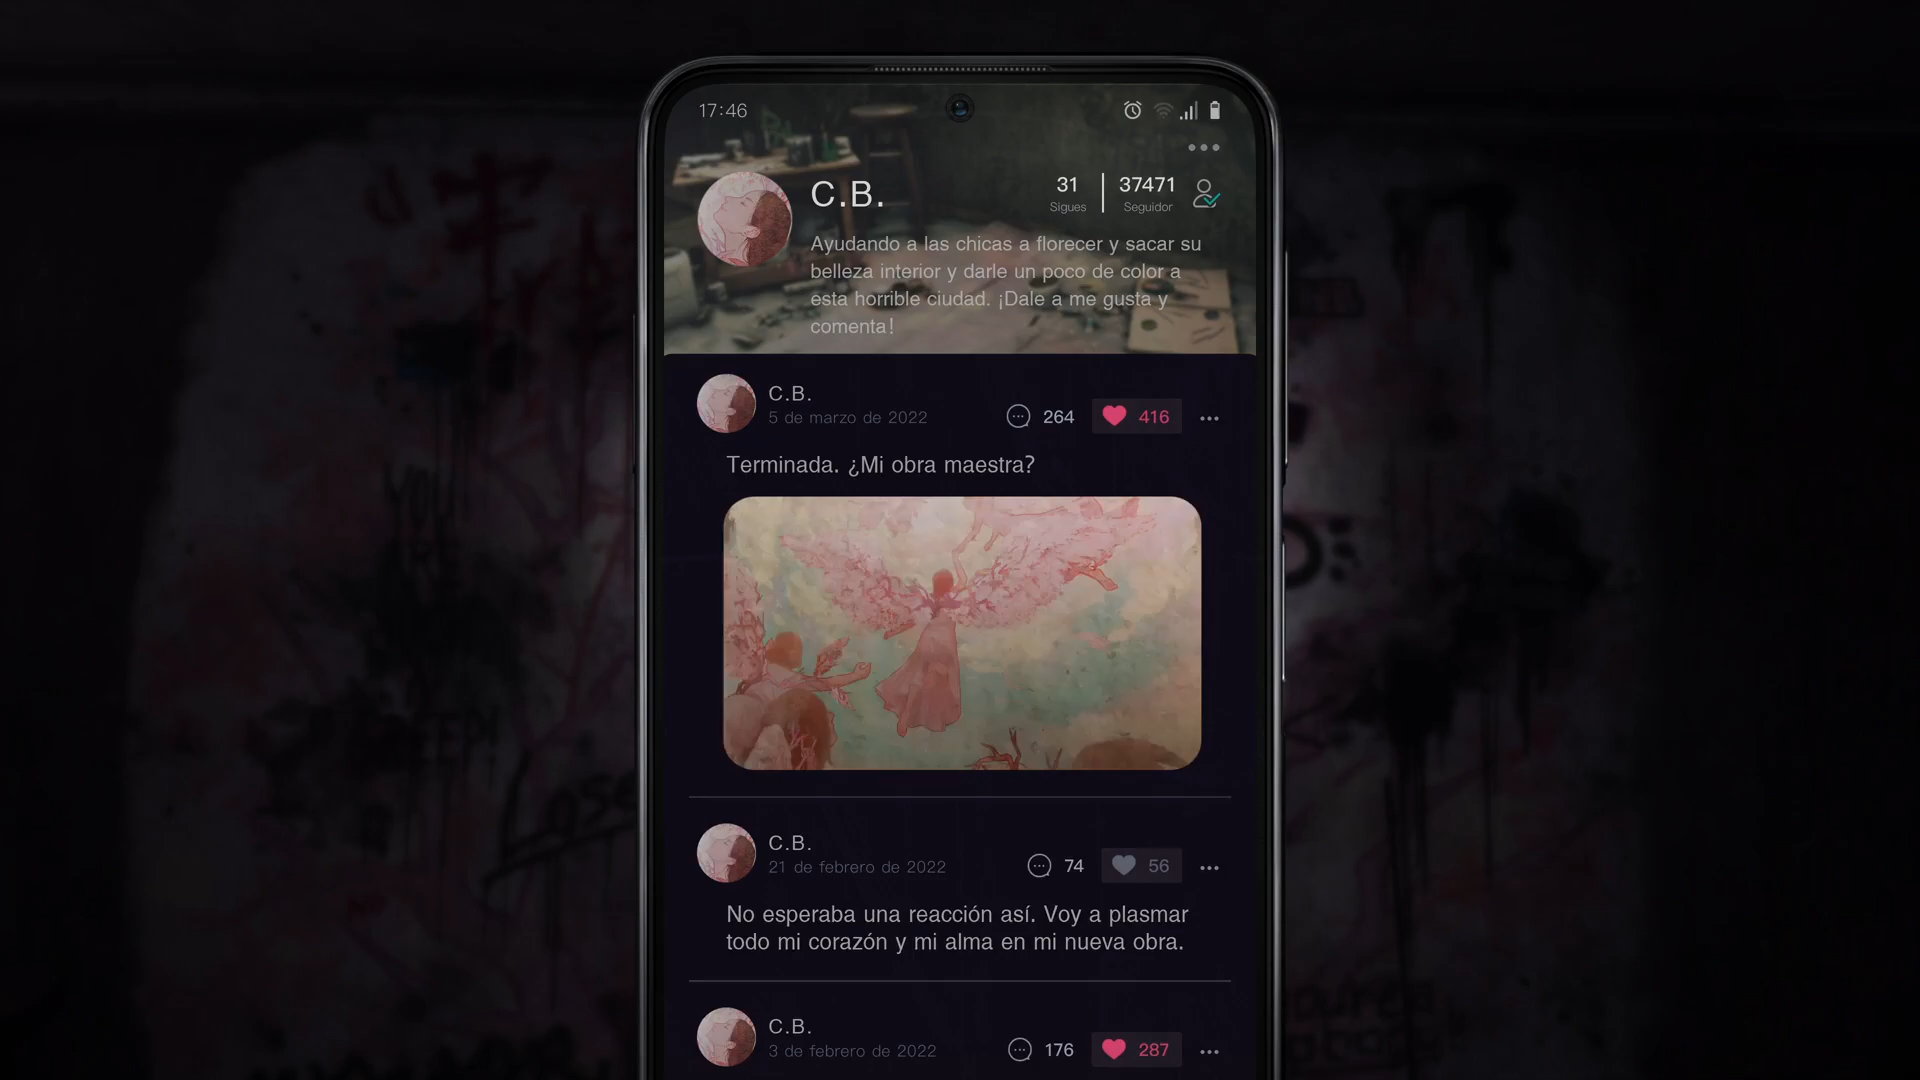 17:46
C.B.
31
Sigues
37471
Seguidor
Ayudando a las chicas a florecer y sacar su
belleza interior y darle un poco de color a
esta horrible ciudad. ¡Dale a me gusta y
comenta!
C.B.
5 de marzo de 2022
264
416
Terminada. ¿Mi obra maestra?
C.B.
21 de febrero de 2022
74
56
No esperaba una reacción así. Voy a plasmar
todo mi corazón y mi alma en mi nueva obra.
C.B.
3 de febrero de 2022
176
287